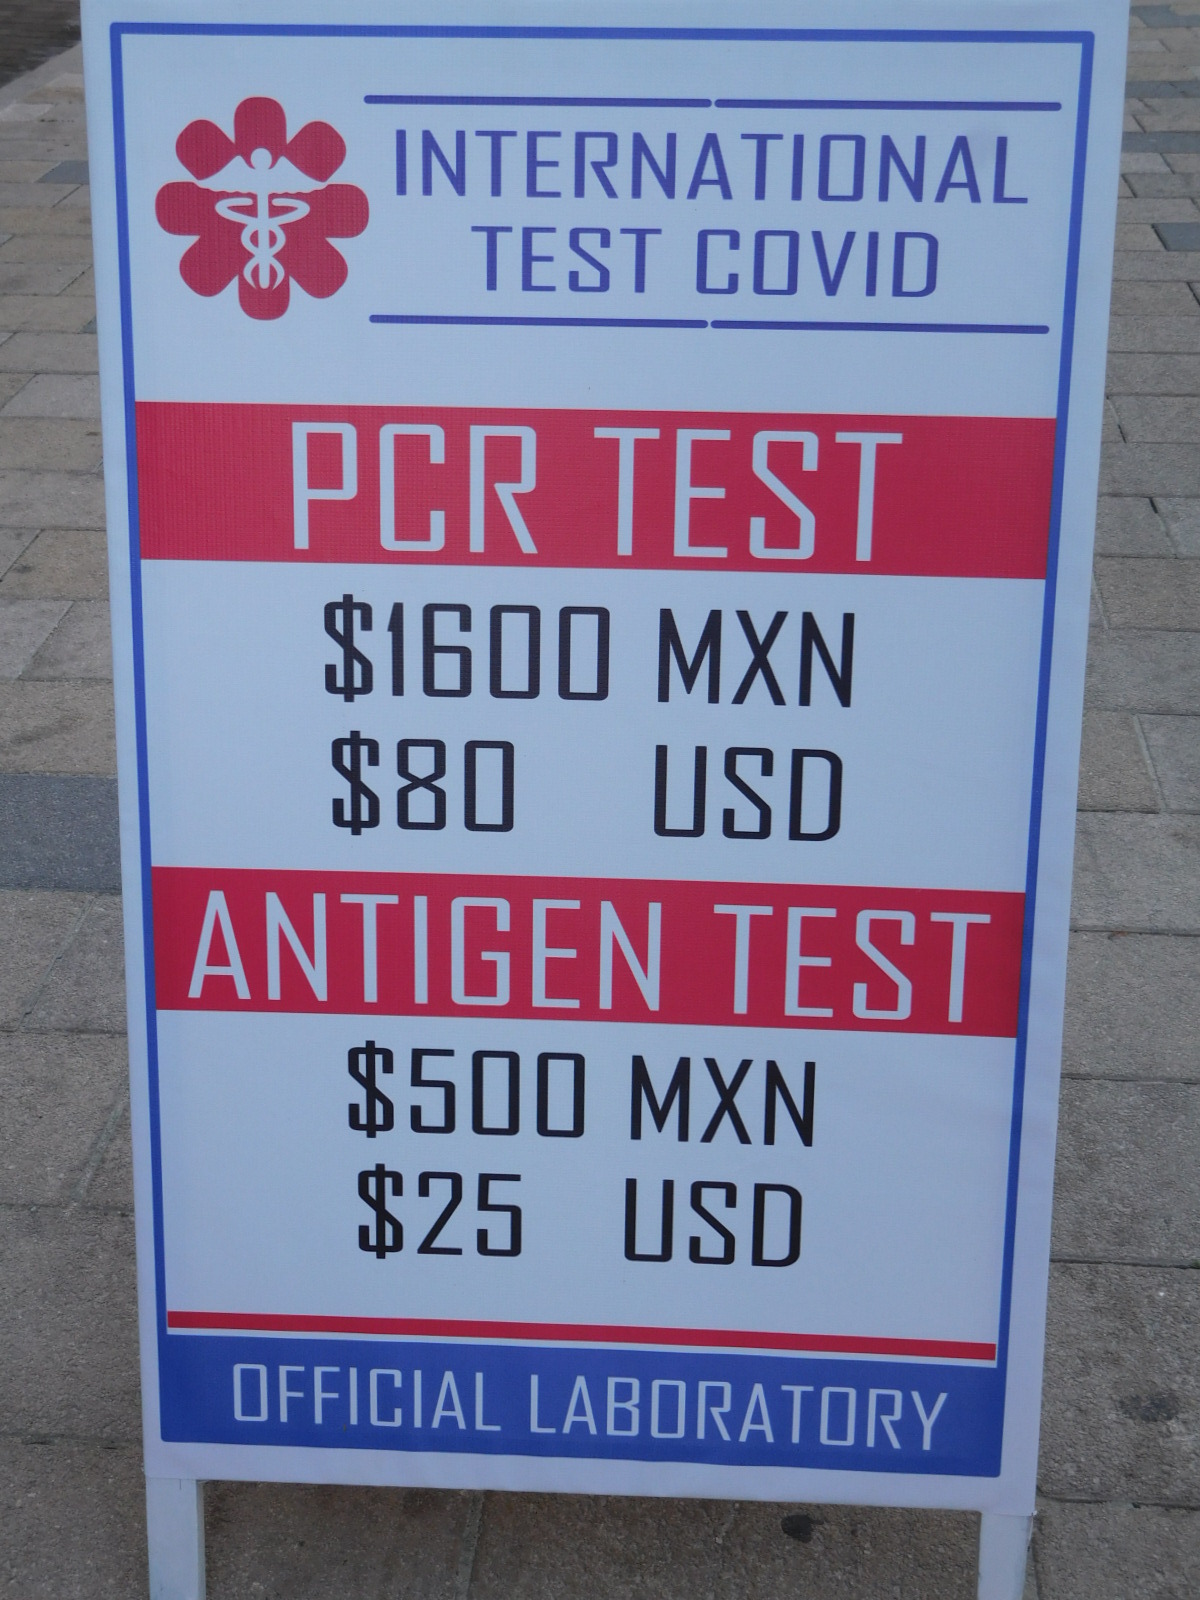 INTERNATIONAL
TEST COVID
PCR TEST
$1600 MXN
$80 USD
ANTIGEN TEST
$500 MXN
$25 USD
OFFICIAL LABORATORY